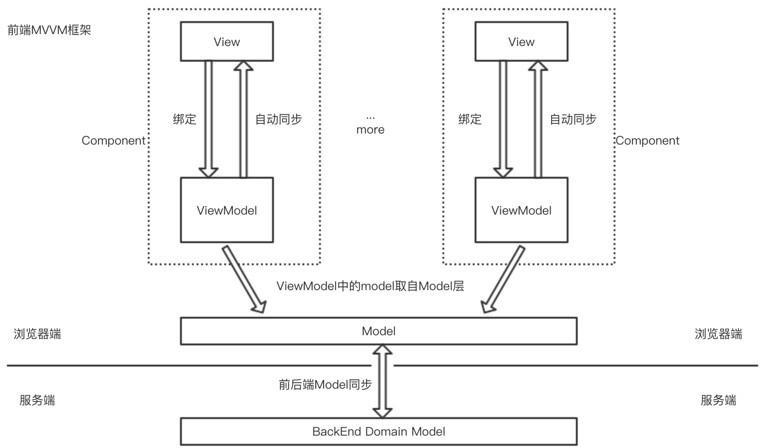 前端MVVM框架
View
View
绑定
自动同步
...
more
绑定
自动同步
Component
Component
ViewModel
ViewModel
ViewModel中的model取自Model层
浏览器端
Model
浏览器端
前后端Model同步
服务端
服务端
BackEnd Domain Model